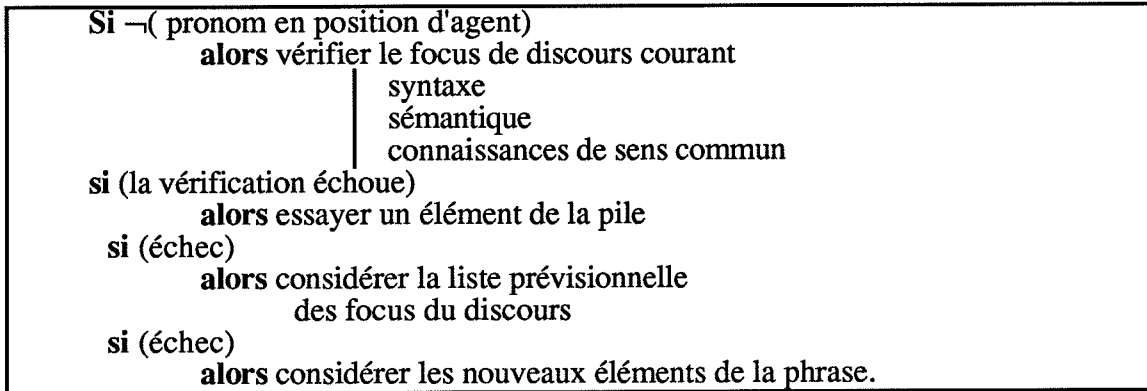 Si ¬( pronom en position d'agent)
alors vérifier le focus de discours courant
syntaxe
sémantique
connaissances de sens commun
si (la vérification échoue)
alors essayer un élément de la pile
si (échec)
alors considérer la liste prévisionnelle
des focus du discours
si (échec)
alors considérer les nouveaux éléments de la phrase.